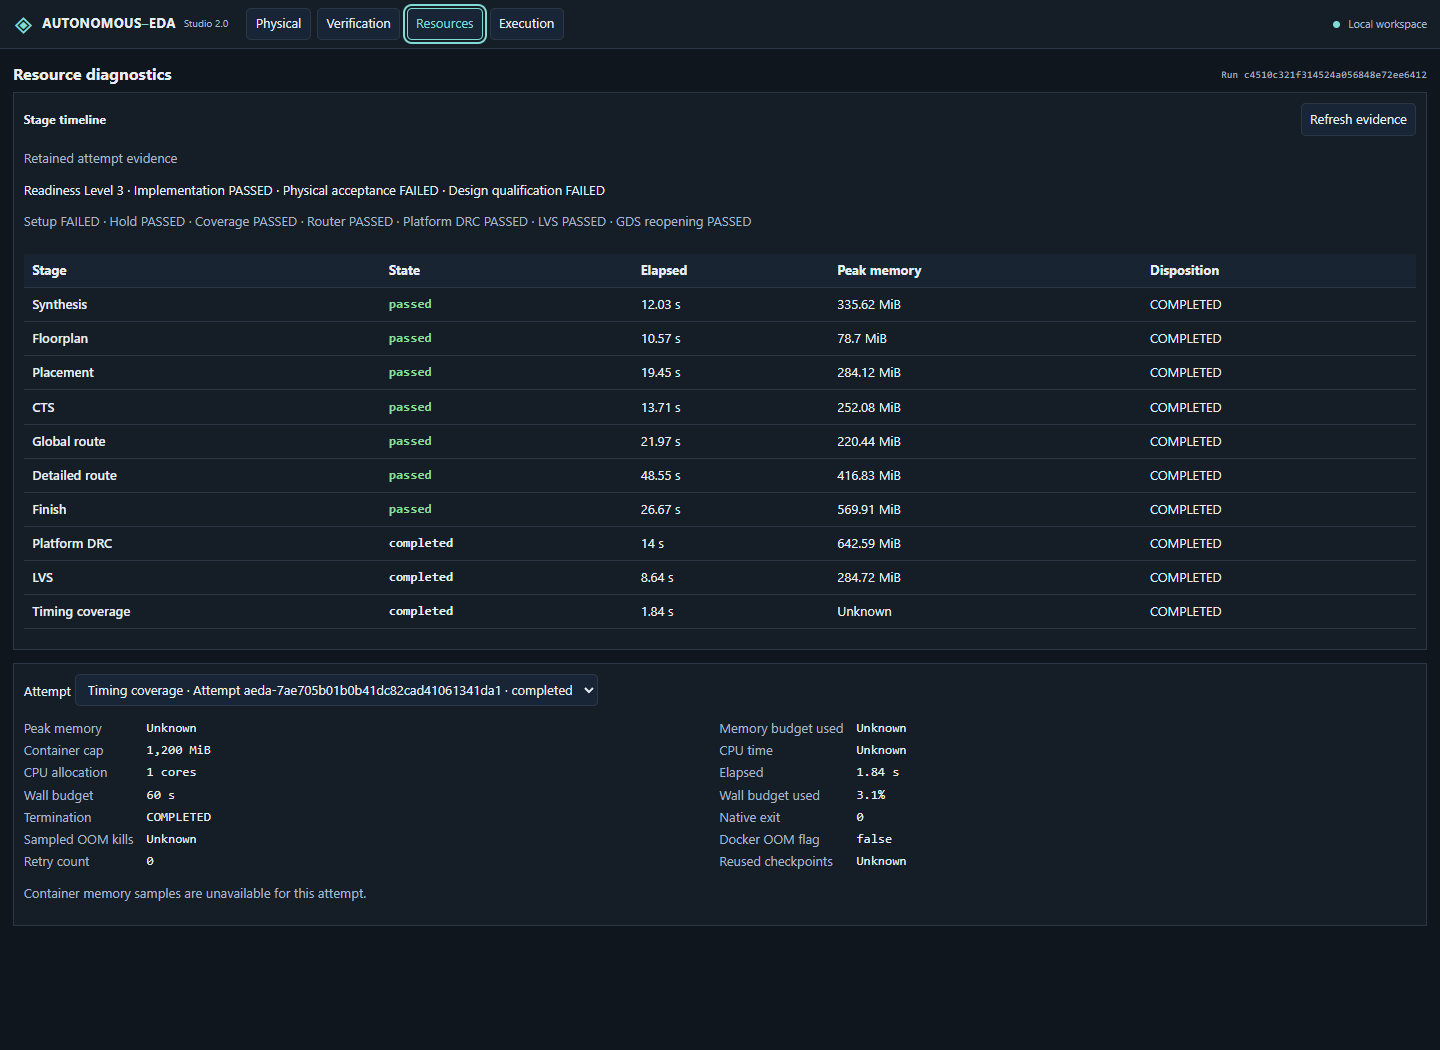 AUTONOMOUS–EDA Studio 2.0 Physical Verification Resources Execution Local workspace
Resource diagnostics Run c4510c321f314524a056848e72ee6412
Stage timeline Refresh evidence
Retained attempt evidence
Readiness Level 3 · Implementation PASSED · Physical acceptance FAILED · Design qualification FAILED
Setup FAILED · Hold PASSED · Coverage PASSED · Router PASSED · Platform DRC PASSED · LVS PASSED · GDS reopening PASSED
Stage State Elapsed Peak memory Disposition
Synthesis passed 12.03 s 335.62 MiB COMPLETED
Floorplan passed 10.57 s 78.7 MiB COMPLETED
Placement passed 19.45 s 284.12 MiB COMPLETED
CTS passed 13.71 s 252.08 MiB COMPLETED
Global route passed 21.97 s 220.44 MiB COMPLETED
Detailed route passed 48.55 s 416.83 MiB COMPLETED
Finish passed 26.67 s 569.91 MiB COMPLETED
Platform DRC completed 14 s 642.59 MiB COMPLETED
LVS completed 8.64 s 284.72 MiB COMPLETED
Timing coverage completed 1.84 s Unknown COMPLETED
Attempt Timing coverage · Attempt aeda-7ae705b01b0b41dc82cad41061341da1 · completed
Peak memory Unknown Memory budget used Unknown
Container cap 1,200 MiB CPU time Unknown
CPU allocation 1 cores Elapsed 1.84 s
Wall budget 60 s Wall budget used 3.1%
Termination COMPLETED Native exit 0
Sampled OOM kills Unknown Docker OOM flag false
Retry count 0 Reused checkpoints Unknown
Container memory samples are unavailable for this attempt.